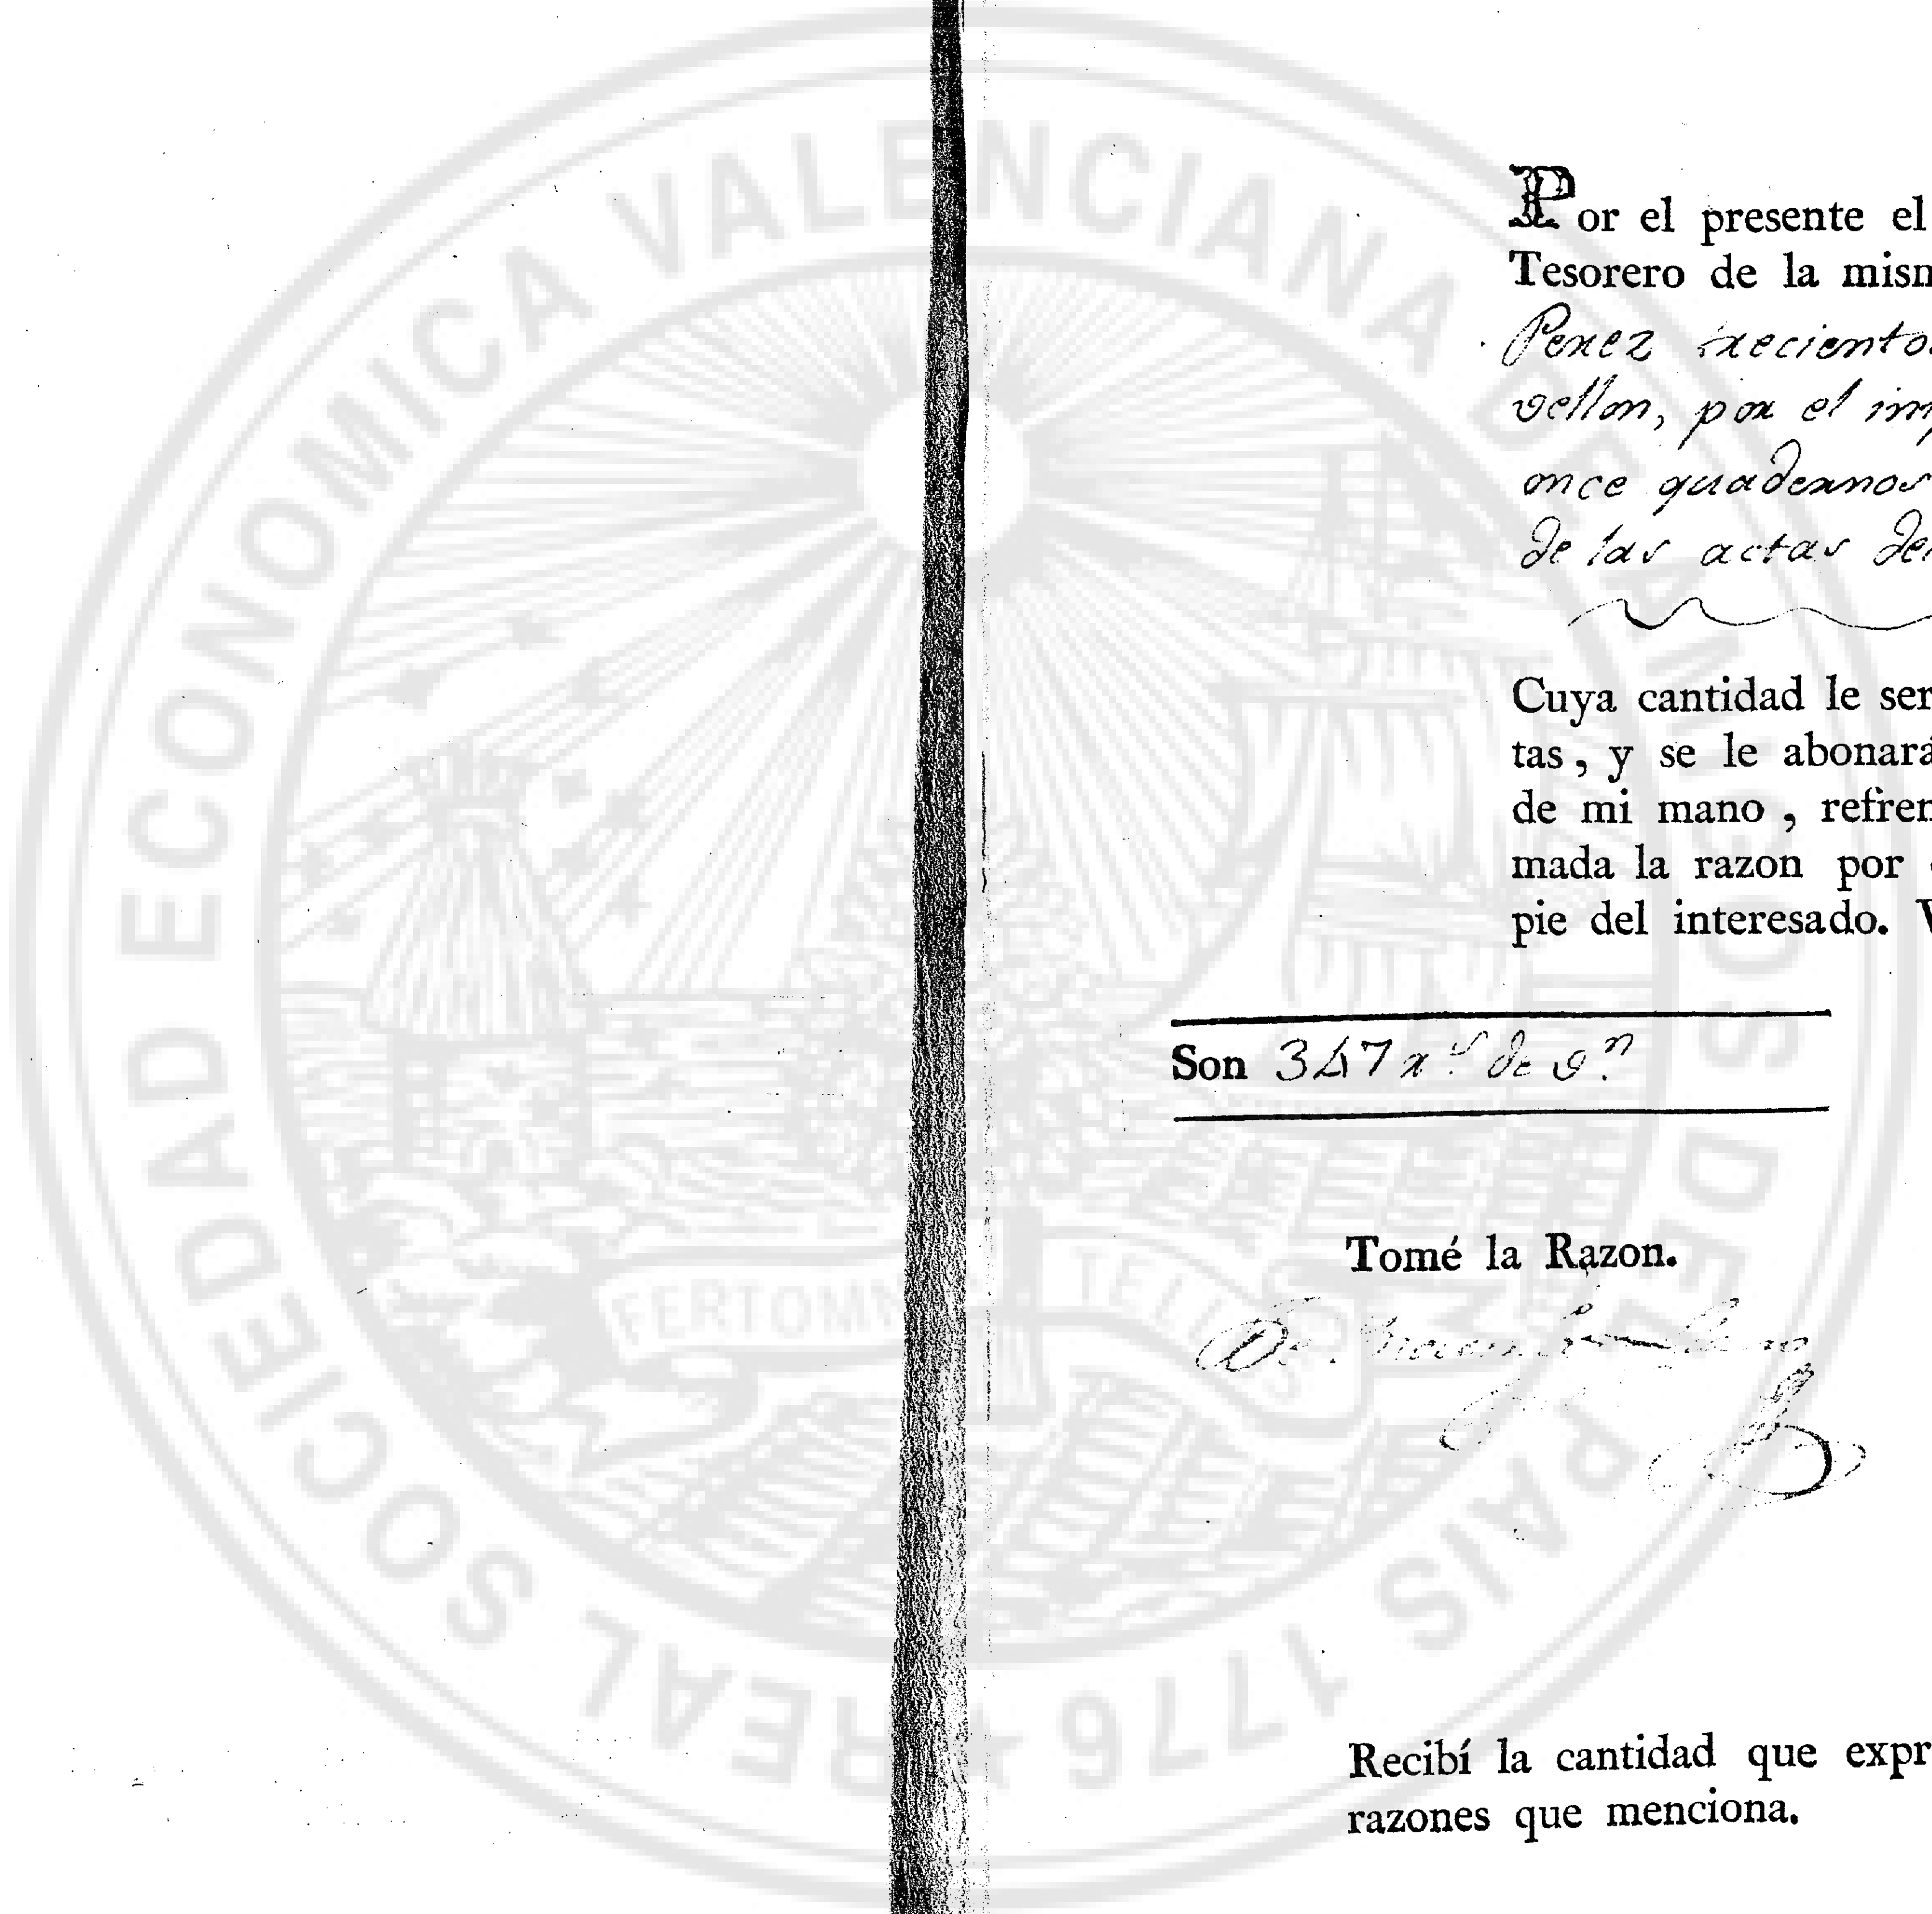 Por el presente el
Tesorero de la mism
Perez trecientos
vellon, por el imp
once quadernos
de las actas de
Cuya cantidad le ser
tas, y se le abonará
de mi mano, refren
mada la razon por
pie del interesado. V
Son 347 r.s de v.n
Tomé la Razon.
Recibí la cantidad que expr
razones que menciona.
REAL SOCIEDAD ECONOMICA VALENCIANA DE AMIGOS DEL PAIS 1776